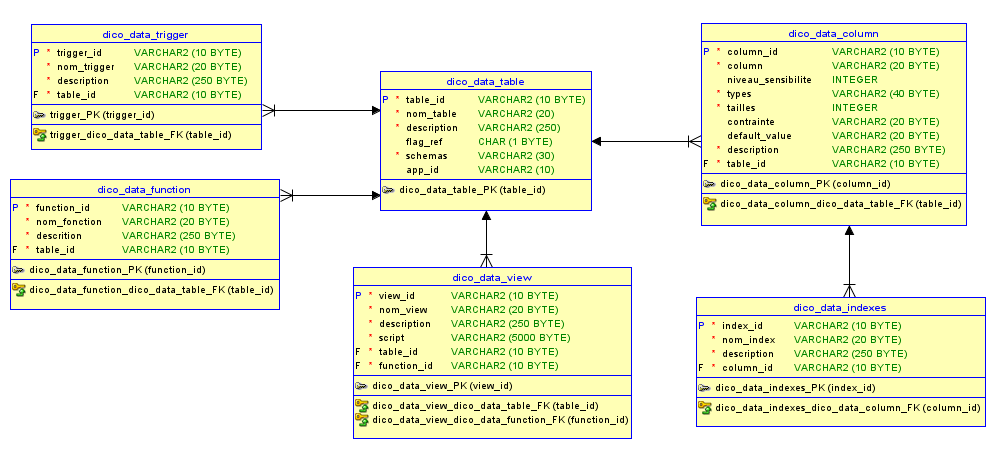 dico_data_trigger
P * trigger_id VARCHAR2 (10 BYTE)
* nom_trigger VARCHAR2 (20 BYTE)
* description VARCHAR2 (250 BYTE)
F * table_id VARCHAR2 (10 BYTE)
trigger_PK (trigger_id)
trigger_dico_data_table_FK (table_id)
dico_data_function
P * function_id VARCHAR2 (10 BYTE)
* nom_fonction VARCHAR2 (20 BYTE)
* descrition VARCHAR2 (250 BYTE)
F * table_id VARCHAR2 (10 BYTE)
dico_data_function_PK (function_id)
dico_data_function_dico_data_table_FK (table_id)
dico_data_table
P * table_id VARCHAR2 (10 BYTE)
* nom_table VARCHAR2 (20)
* description VARCHAR2 (250)
flag_ref CHAR (1 BYTE)
* schemas VARCHAR2 (30)
app_id VARCHAR2 (10)
dico_data_table_PK (table_id)
dico_data_view
P * view_id VARCHAR2 (10 BYTE)
* nom_view VARCHAR2 (20 BYTE)
* description VARCHAR2 (250 BYTE)
* script VARCHAR2 (5000 BYTE)
F * table_id VARCHAR2 (10 BYTE)
F * function_id VARCHAR2 (10 BYTE)
dico_data_view_PK (view_id)
dico_data_view_dico_data_table_FK (table_id)
dico_data_view_dico_data_function_FK (function_id)
dico_data_column
P * column_id VARCHAR2 (10 BYTE)
* column VARCHAR2 (20 BYTE)
niveau_sensibilite INTEGER
* types VARCHAR2 (40 BYTE)
* tailles INTEGER
contrainte VARCHAR2 (20 BYTE)
default_value VARCHAR2 (20 BYTE)
* description VARCHAR2 (250 BYTE)
F * table_id VARCHAR2 (10 BYTE)
dico_data_column_PK (column_id)
dico_data_column_dico_data_table_FK (table_id)
dico_data_indexes
P * index_id VARCHAR2 (10 BYTE)
* nom_index VARCHAR2 (20 BYTE)
* description VARCHAR2 (250 BYTE)
F * column_id VARCHAR2 (10 BYTE)
dico_data_indexes_PK (index_id)
dico_data_indexes_dico_data_column_FK (column_id)